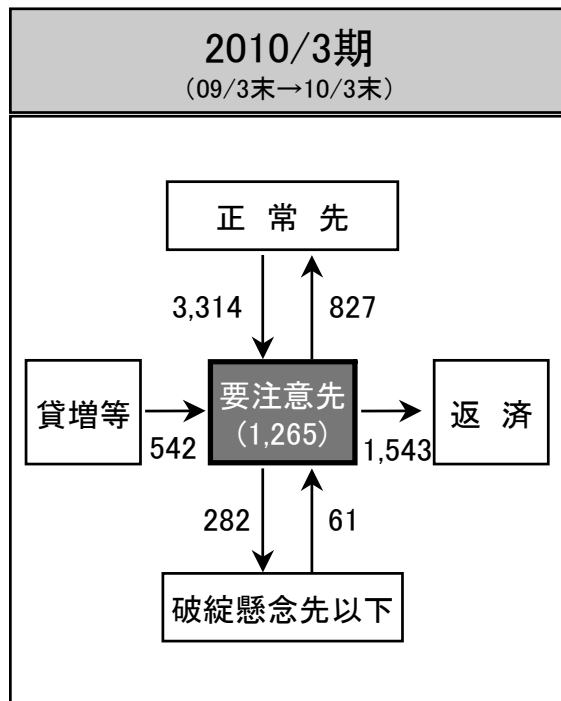 2010/3期
（09/3末→10/3末）
正 常 先
3,314
827
貸増等
要注意先
(1,265)
返 済
542
1,543
282
61
破綻懸念先以下